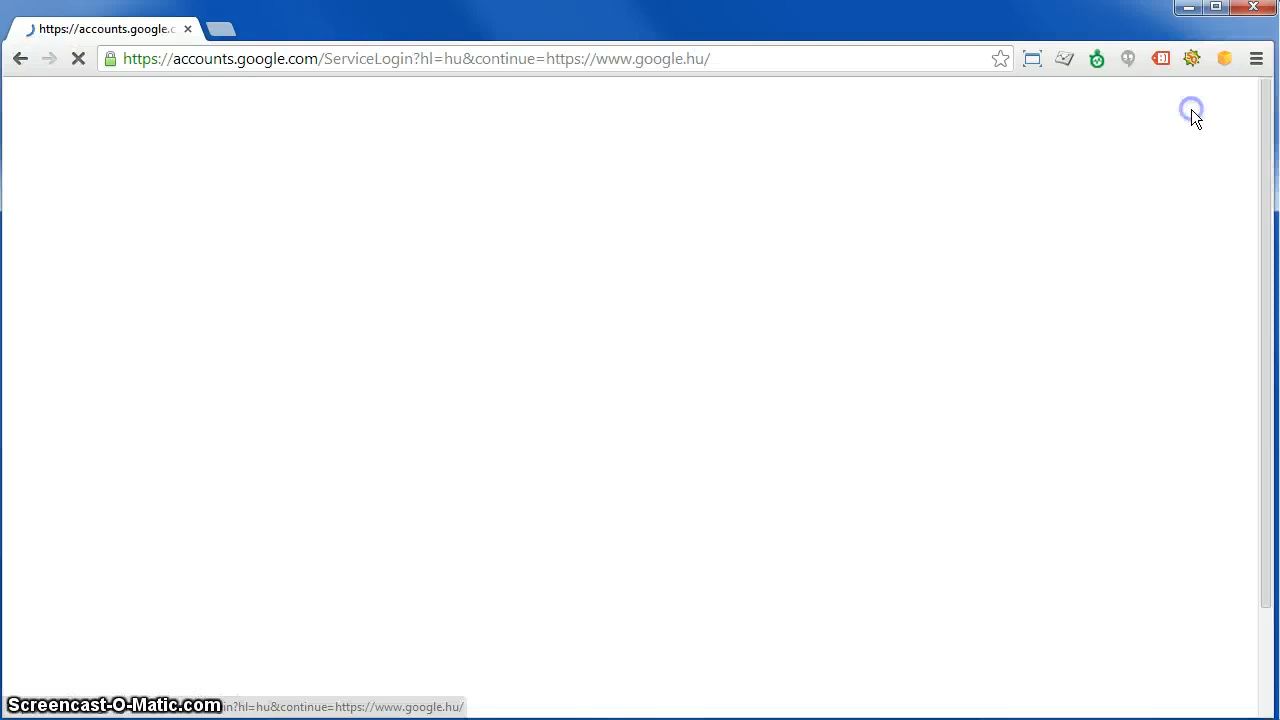 https://accounts.google.c
https://accounts.google.com/ServiceLogin?hl=hu&continue=https://www.google.hu/
Screencast-O-Matic.com
in?hl=hu&continue=https://www.google.hu/